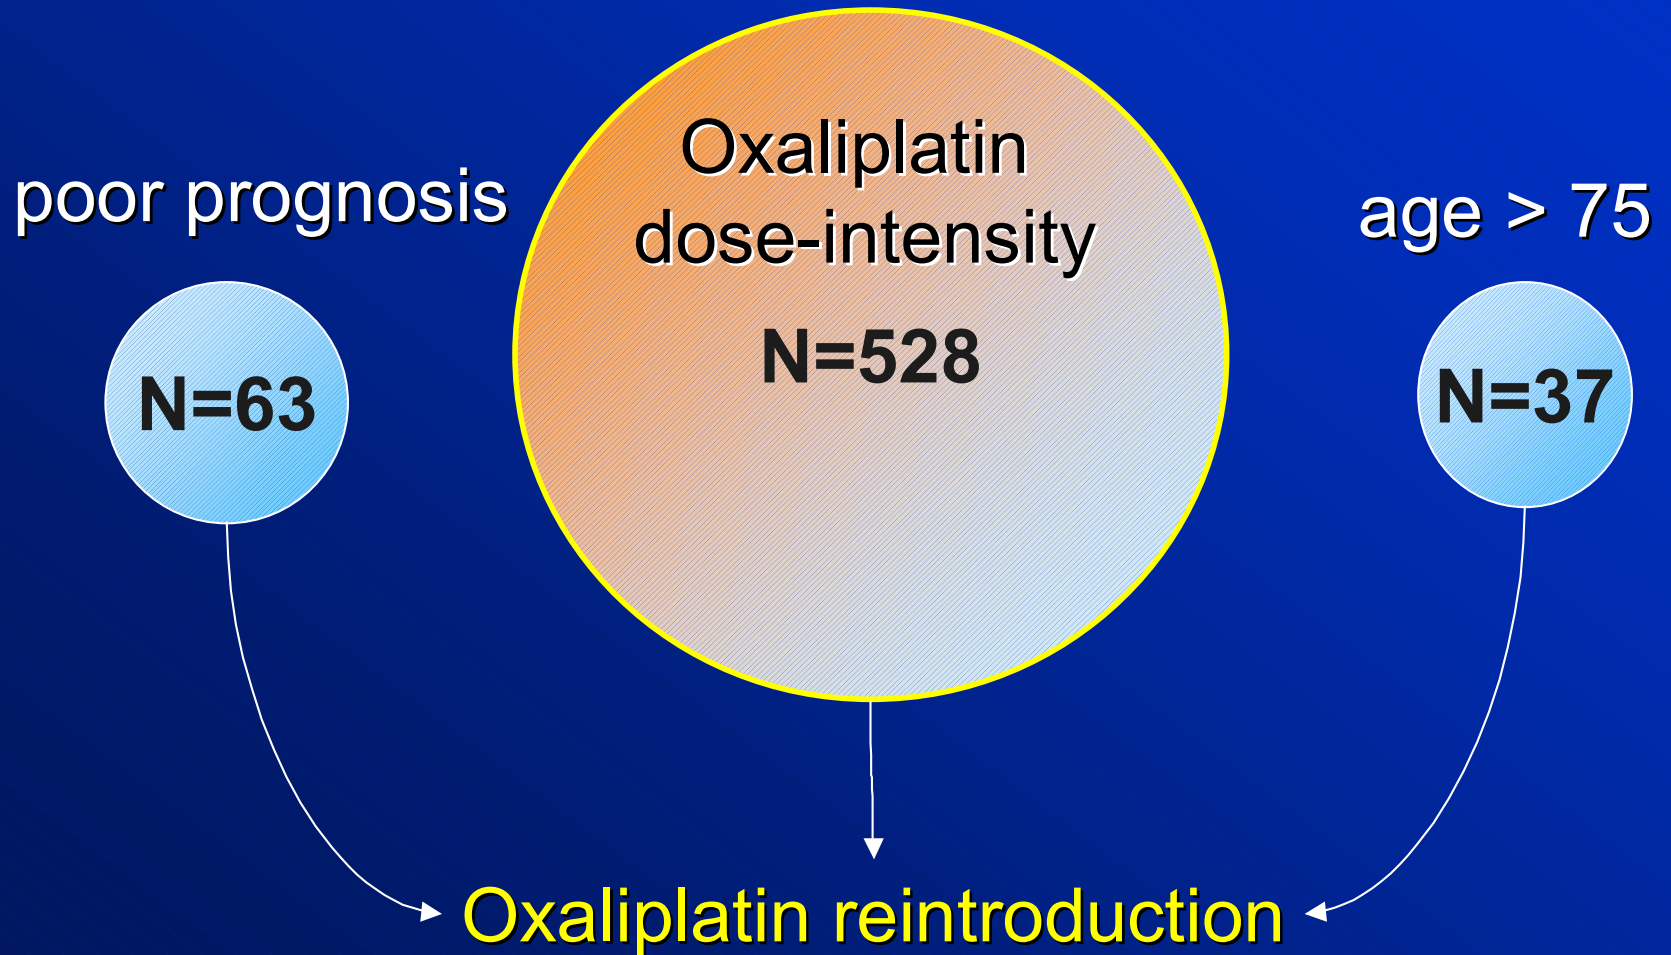 poor prognosis
N=63
Oxaliplatin
dose-intensity
N=528
age > 75
N=37
Oxaliplatin reintroduction